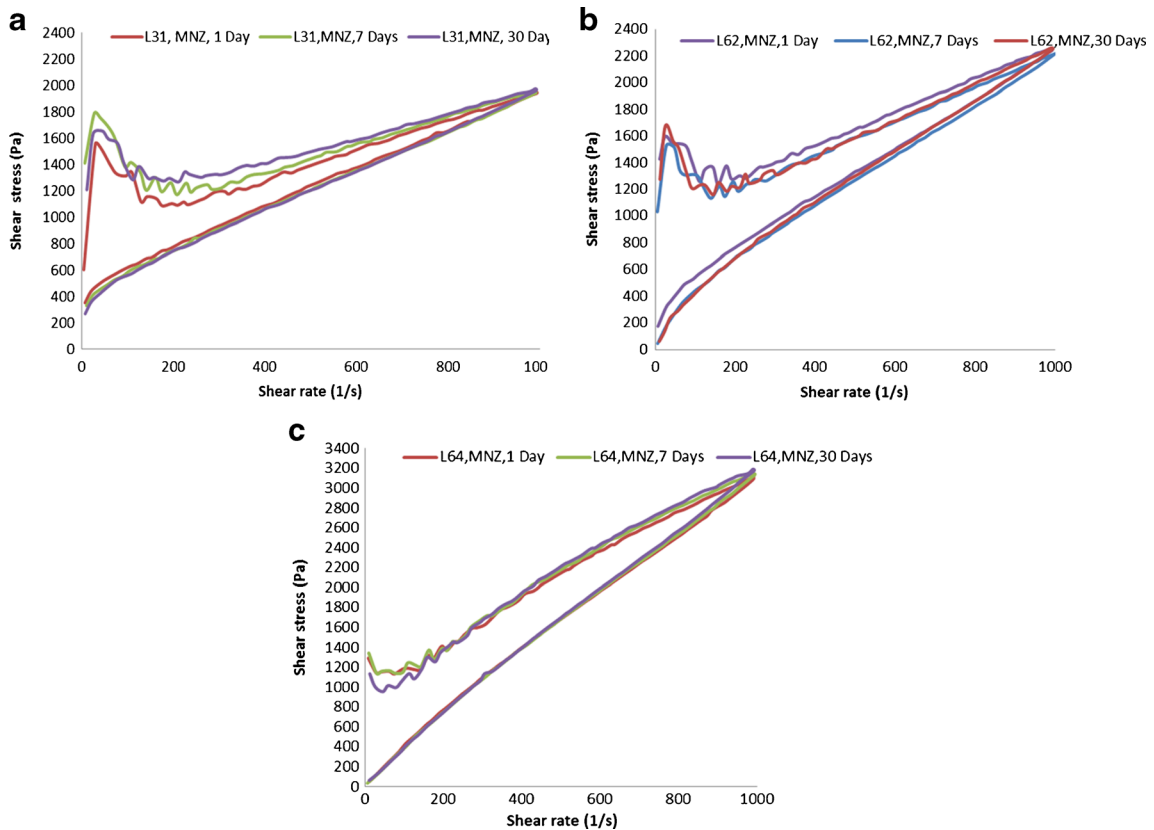 a
L31, MNZ, 1 Day L31,MNZ,7 Days L31,MNZ, 30 Day
2400
2200
2000
1800
1600
1400
1200
1000
800
600
400
200
0
Shear stress (Pa)
0 200 400 600 800 100
Shear rate (1/s)
b
L62,MNZ,1 Day L62,MNZ,7 Days L62,MNZ,30 Days
2400
2200
2000
1800
1600
1400
1200
1000
800
600
400
200
0
Shear stress (Pa)
0 200 400 600 800 1000
Shear rate (1/s)
c
L64,MNZ,1 Day L64,MNZ,7 Days L64,MNZ,30 Days
3400
3200
3000
2800
2600
2400
2200
2000
1800
1600
1400
1200
1000
800
600
400
200
0
Shear stress (Pa)
0 200 400 600 800 1000
Shear rate (1/s)